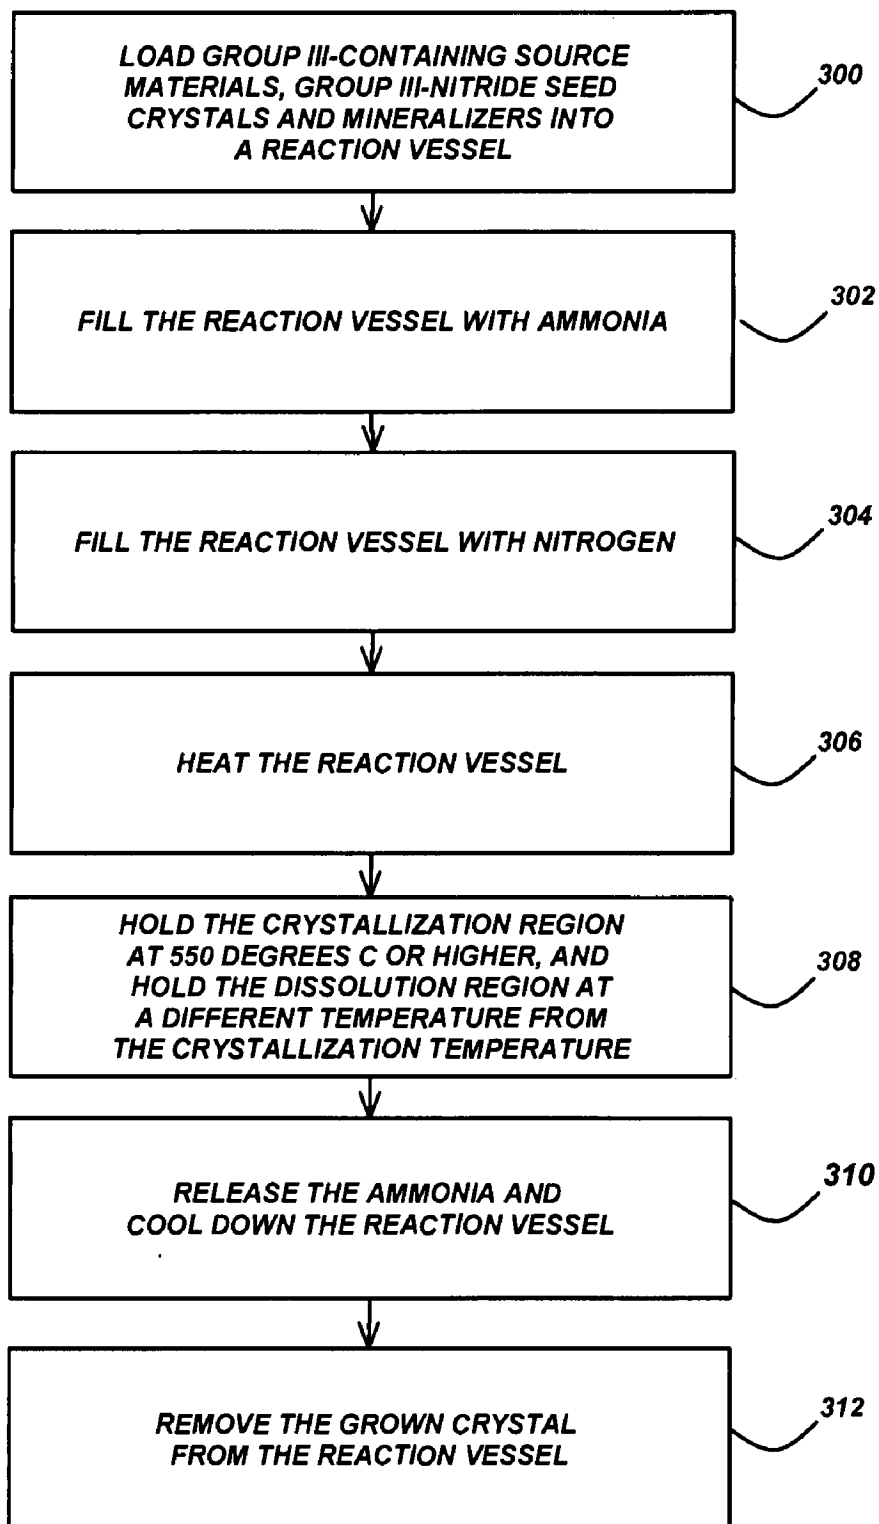 LOAD GROUP III-CONTAINING SOURCE
MATERIALS, GROUP III-NITRIDE SEED
CRYSTALS AND MINERALIZERS INTO
A REACTION VESSEL
300
FILL THE REACTION VESSEL WITH AMMONIA
302
FILL THE REACTION VESSEL WITH NITROGEN
304
HEAT THE REACTION VESSEL
306
HOLD THE CRYSTALLIZATION REGION
AT 550 DEGREES C OR HIGHER, AND
HOLD THE DISSOLUTION REGION AT
A DIFFERENT TEMPERATURE FROM
THE CRYSTALLIZATION TEMPERATURE
308
RELEASE THE AMMONIA AND
COOL DOWN THE REACTION VESSEL
310
REMOVE THE GROWN CRYSTAL
FROM THE REACTION VESSEL
312